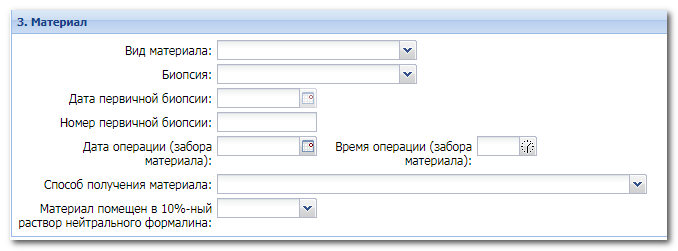 3. Материал
Вид материала:
Биопсия:
Дата первичной биопсии:
Номер первичной биопсии:
Дата операции (забора
материала):
Время операции (забора
материала):
Способ получения материала:
Материал помещен в 10%-ный
раствор нейтрального формалина: